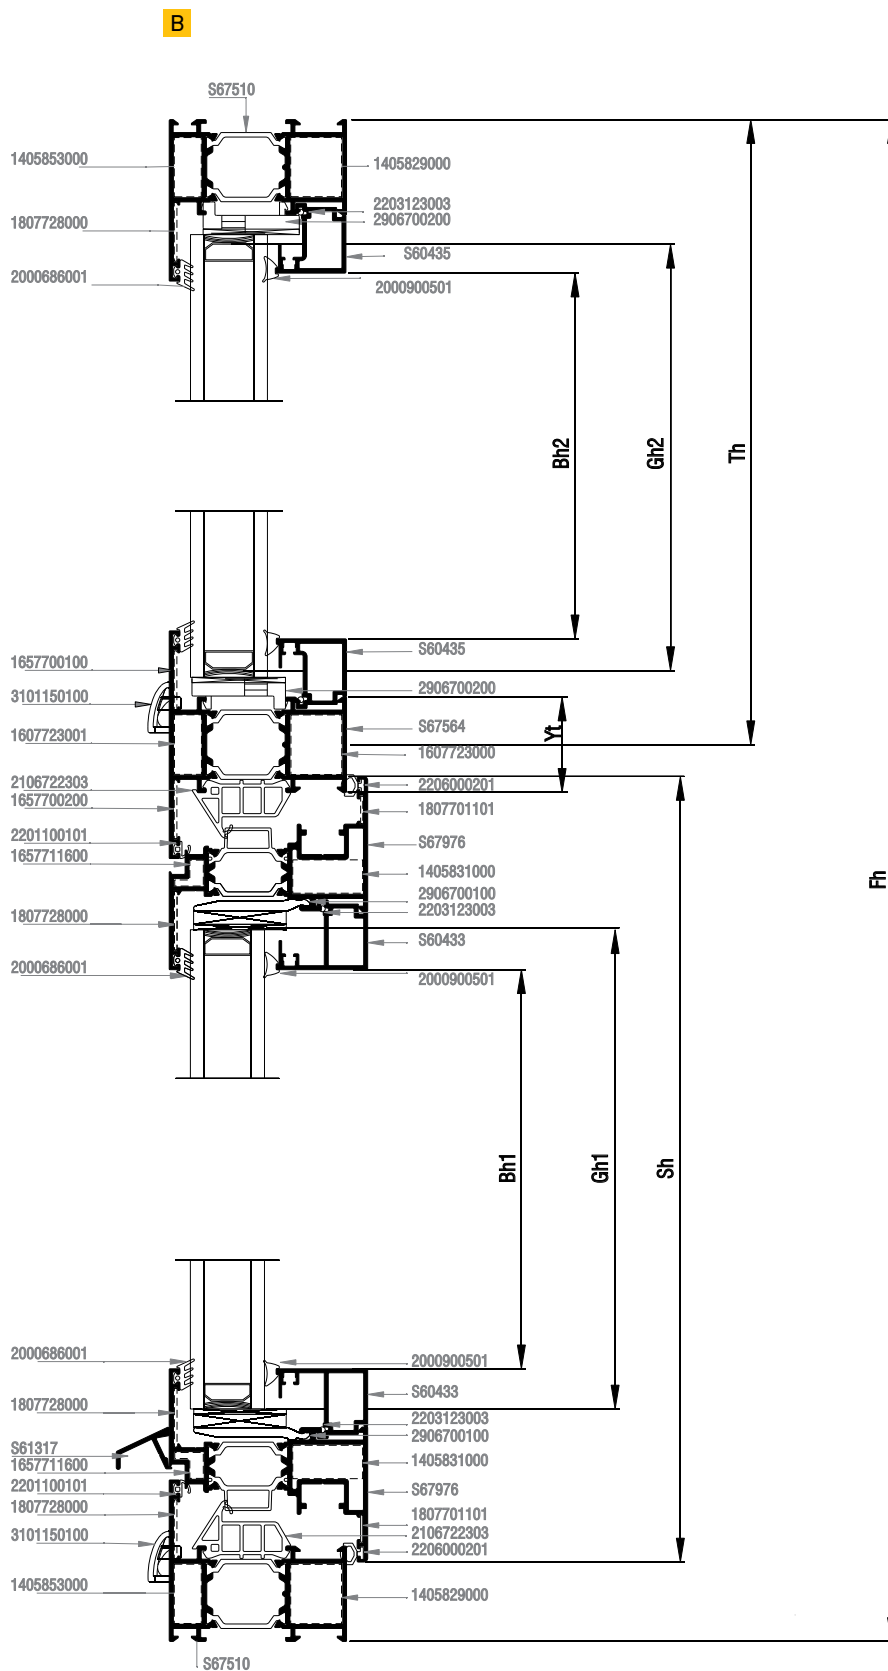 B
S67510
1405853000
1405829000
2203123003
2906700200
1807728000
S60435
2000686001
2000900501
Bh2
Gh2
Th
S60435
1657700100
2906700200
3101150100
S67564
Yt
1607723001
1607723000
2106722303
2206000201
1657700200
1807701101
2201100101
S67976
1657711600
1405831000
2906700100
2203123003
1807728000
S60433
2000686001
2000900501
Fh
Bh1
Gh1
Sh
2000686001
2000900501
S60433
1807728000
2203123003
2906700100
S61317
1405831000
1657711600
2201100101
S67976
1807728000
1807701101
3101150100
2106722303
2206000201
1405853000
1405829000
S67510